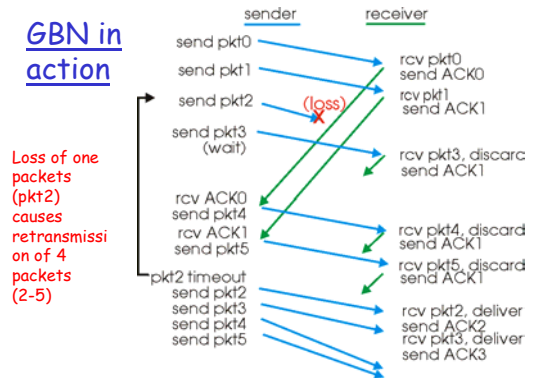 GBN in
action
Loss of one
packets
(pkt2)
causes
retransmissi
on of 4
packets
(2-5)
sender
send pkt0
send pkt1
send pkt2
send pkt3
(wait)
rcv ACK0
send pkt4
rcv ACK1
send pkt5
pkt2 timeout
send pkt2
send pkt3
send pkt4
send pkt5
(loss)
X
receiver
rcv pkt0
send ACK0
rcv pkt1
send ACK1
rcv pkt3, discarc
send ACK1
rcv pkt4, discard
send ACK1
rcv pkt5, discard
send ACK1
rcv pkt2, deliver
send ACK2
rcv pkt3, deliver
send ACK3